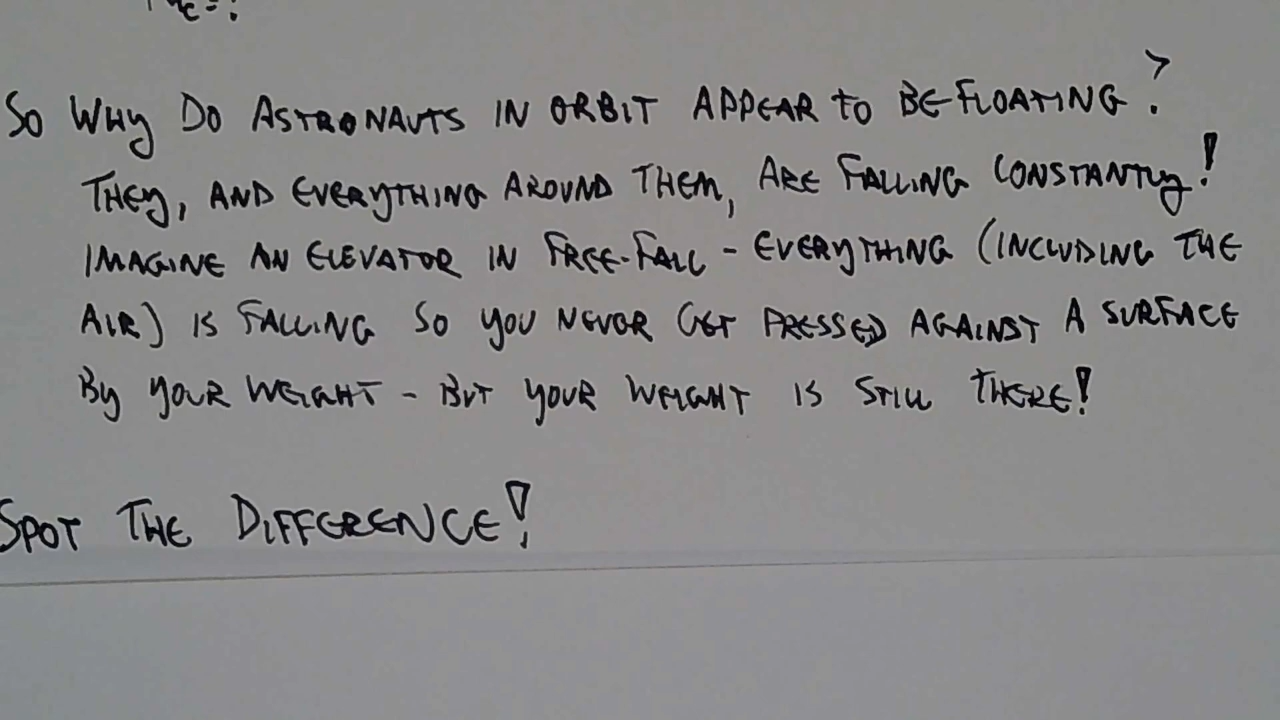 So WHY DO ASTRONAUTS IN ORBIT APPEAR to BE FLOATING?
THEY, AND EVERYTHING AROUND THEM, ARE FALLING CONSTANTLY!
IMAGINE AN ELEVATOR IN FREE-FALL - EVERYTHING (INCLUDING THE
AIR) IS FALLING SO YOU NEVER GET PRESSED AGAINST A SURFACE
BY YOUR WEIGHT - BUT YOUR WEIGHT IS STILL THERE!
SPOT THE DIFFERENCE!